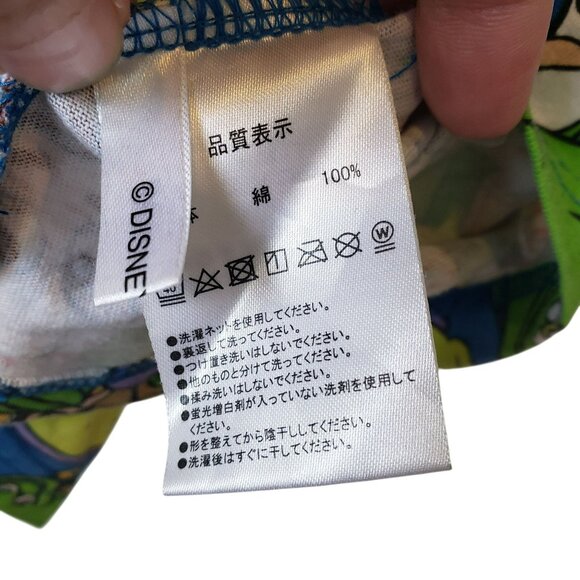 © DISNE
品質表示
体 綿 100%
W
●洗濯ネットを使用してください。
●裏返して洗ってください。
●つけ置き洗いはしないでください。
●他のものと分けて洗ってください。
●揉み洗いはしないでください。
●蛍光増白剤が入っていない洗剤を使用して
ください。
●形を整えてから陰干ししてください。
●洗濯後はすぐに干してください。